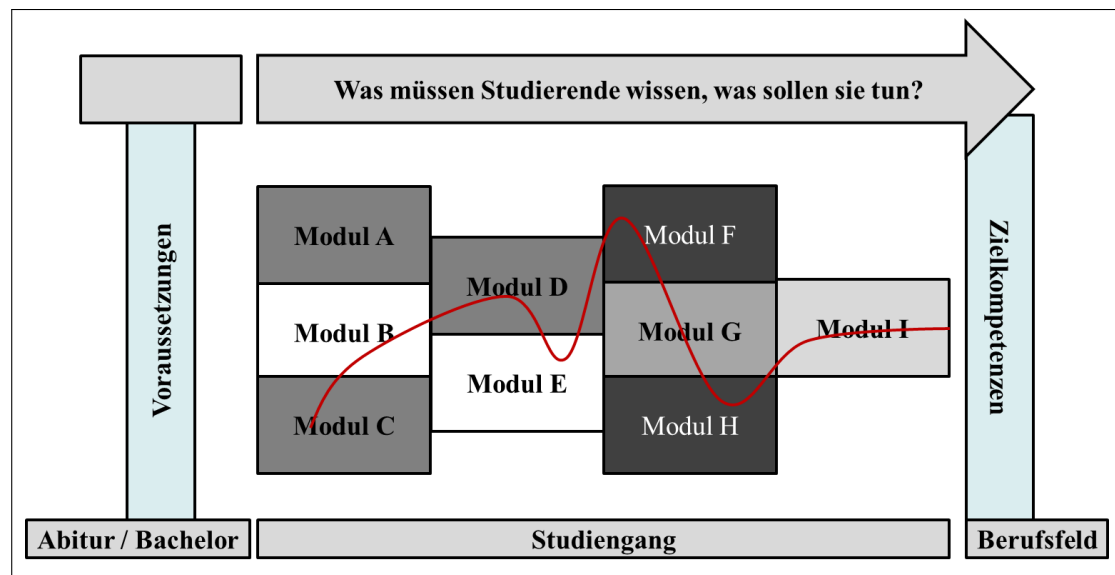 Was müssen Studierende wissen, was sollen sie tun?
Voraussetzungen
Modul A
Modul B
Modul C
Modul D
Modul E
Modul F
Modul G
Modul H
Modul I
Zielkompetenzen
Abitur / Bachelor
Studiengang
Berufsfeld